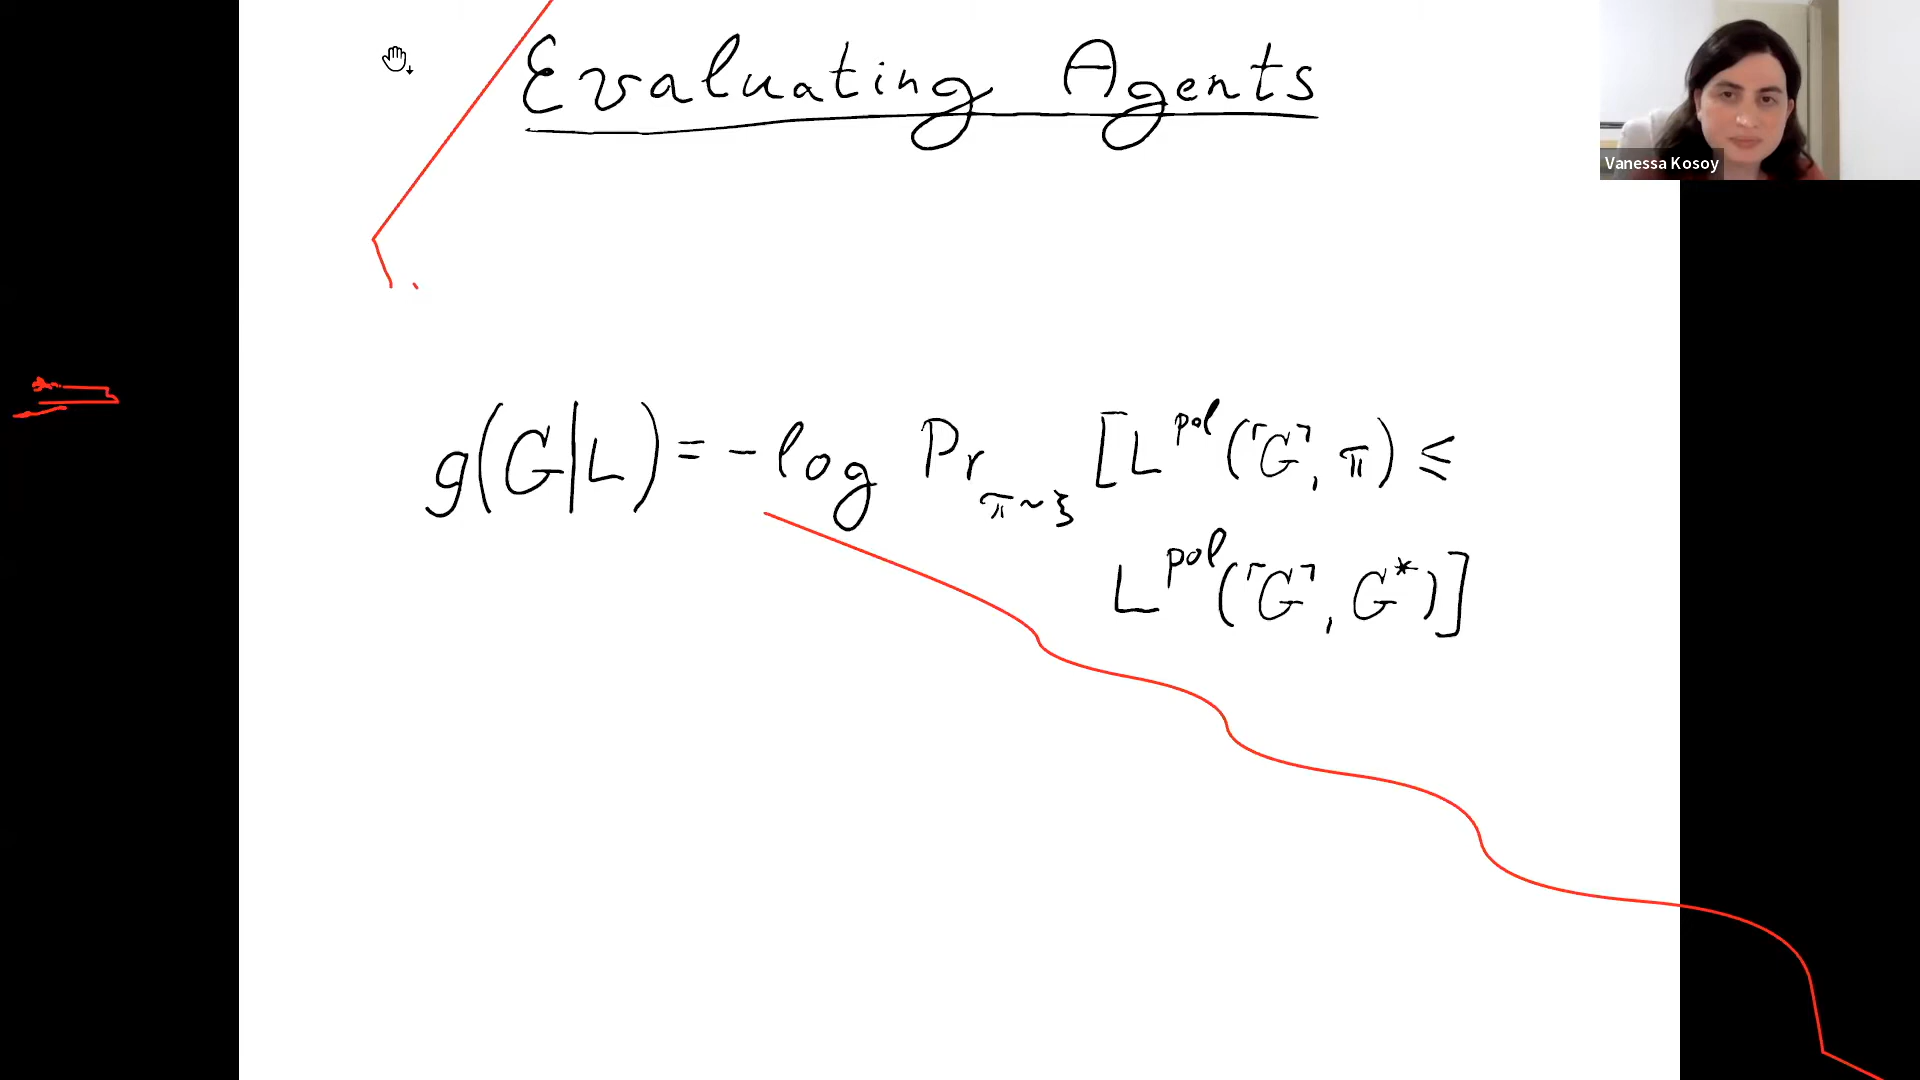 Evaluating Agents
Vanessa Kosoy
g(G|L) = -log Pr_{π~ξ} [L^{pol}(⌜G⌝, π) ≤
L^{pol}(⌜G⌝, G*)]